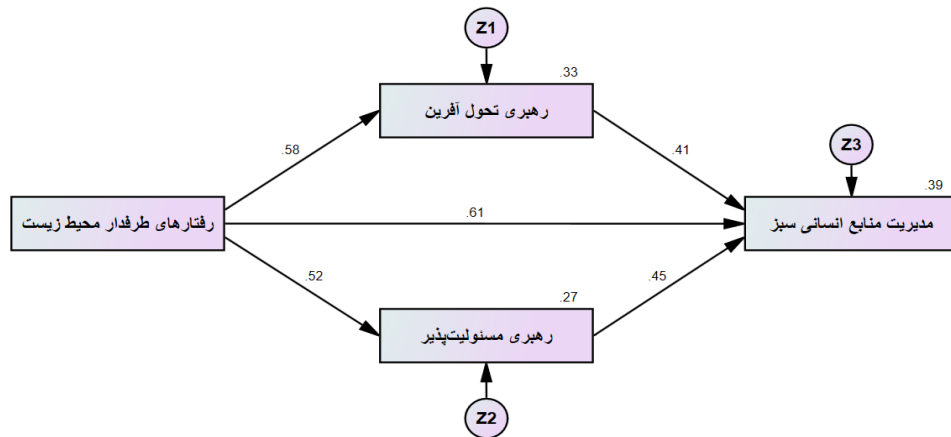 Z1
.33
رهبری تحول آفرین
.58
.41
Z3
.39
رفتارهای طرفدار محیط زیست
.61
مدیریت منابع انسانی سبز
.52
.45
.27
رهبری مسئولیت‌پذیر
Z2